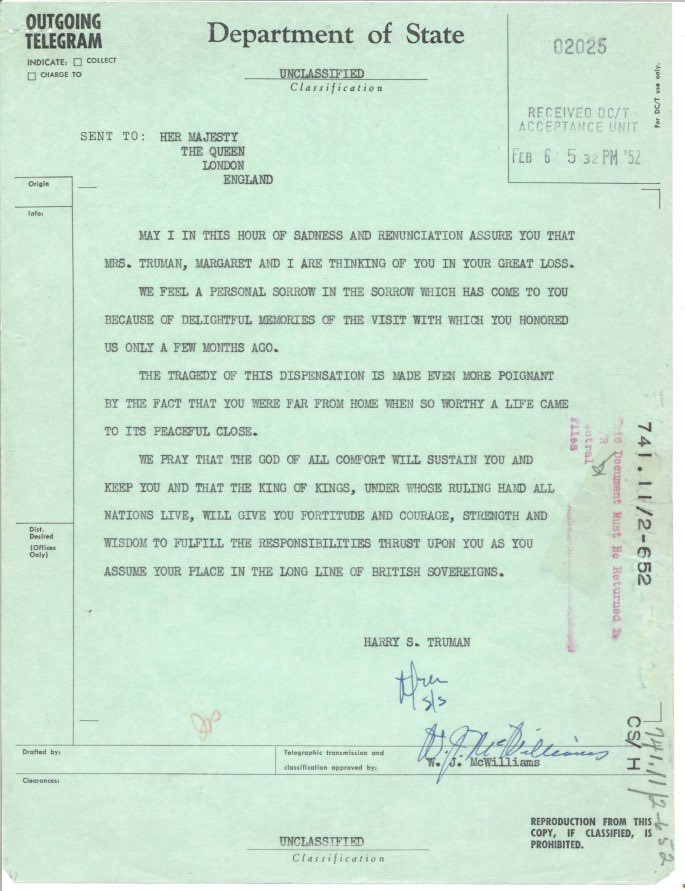 OUTGOING
TELEGRAM
INDICATE: ☐ COLLECT
☐ CHARGE TO
Department of State
UNCLASSIFIED
Classification
02025
RECEIVED DC/T
ACCEPTANCE UNIT
FEB 6 5 32 PM '52
For DC/T use only.
SENT TO: HER MAJESTY
THE QUEEN
LONDON
ENGLAND
Origin
Info:
MAY I IN THIS HOUR OF SADNESS AND RENUNCIATION ASSURE YOU THAT
MRS. TRUMAN, MARGARET AND I ARE THINKING OF YOU IN YOUR GREAT LOSS.
WE FEEL A PERSONAL SORROW IN THE SORROW WHICH HAS COME TO YOU
BECAUSE OF DELIGHTFUL MEMORIES OF THE VISIT WITH WHICH YOU HONORED
US ONLY A FEW MONTHS AGO.
THE TRAGEDY OF THIS DISPENSATION IS MADE EVEN MORE POIGNANT
BY THE FACT THAT YOU WERE FAR FROM HOME WHEN SO WORTHY A LIFE CAME
TO ITS PEACEFUL CLOSE.
WE PRAY THAT THE GOD OF ALL COMFORT WILL SUSTAIN YOU AND
KEEP YOU AND THAT THE KING OF KINGS, UNDER WHOSE RULING HAND ALL
NATIONS LIVE, WILL GIVE YOU FORTITUDE AND COURAGE, STRENGTH AND
WISDOM TO FULFILL THE RESPONSIBILITIES THRUST UPON YOU AS YOU
ASSUME YOUR PLACE IN THE LONG LINE OF BRITISH SOVEREIGNS.
Dist.
Desired
(Offices
Only)
This Document Must Be Returned
Files
741.11/2-652
HARRY S. TRUMAN
s/s
W. J. McWilliams
W. J. McWilliams
CS/H
741.11/2-652
Drafted by:
Telegraphic transmission and
classification approved by:
Clearances:
UNCLASSIFIED
Classification
REPRODUCTION FROM THIS
COPY, IF CLASSIFIED, IS
PROHIBITED.